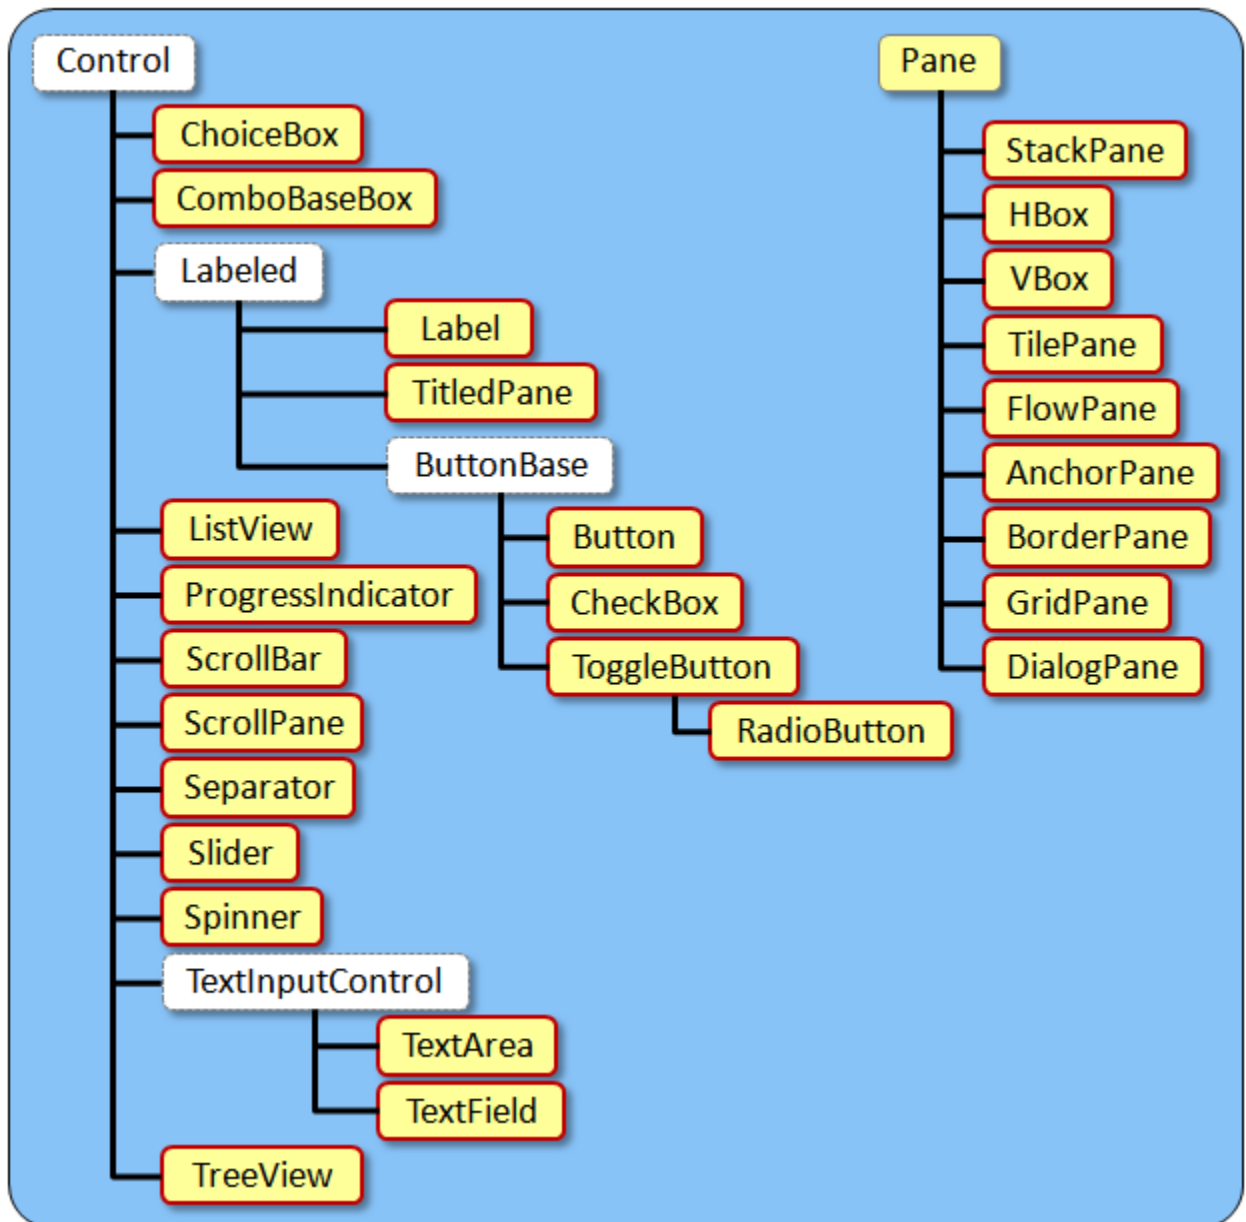 Control
ChoiceBox
ComboBaseBox
Labeled
Label
TitledPane
ButtonBase
Button
CheckBox
ToggleButton
RadioButton
ListView
ProgressIndicator
ScrollBar
ScrollPane
Separator
Slider
Spinner
TextInputControl
TextArea
TextField
TreeView
Pane
StackPane
HBox
VBox
TilePane
FlowPane
AnchorPane
BorderPane
GridPane
DialogPane